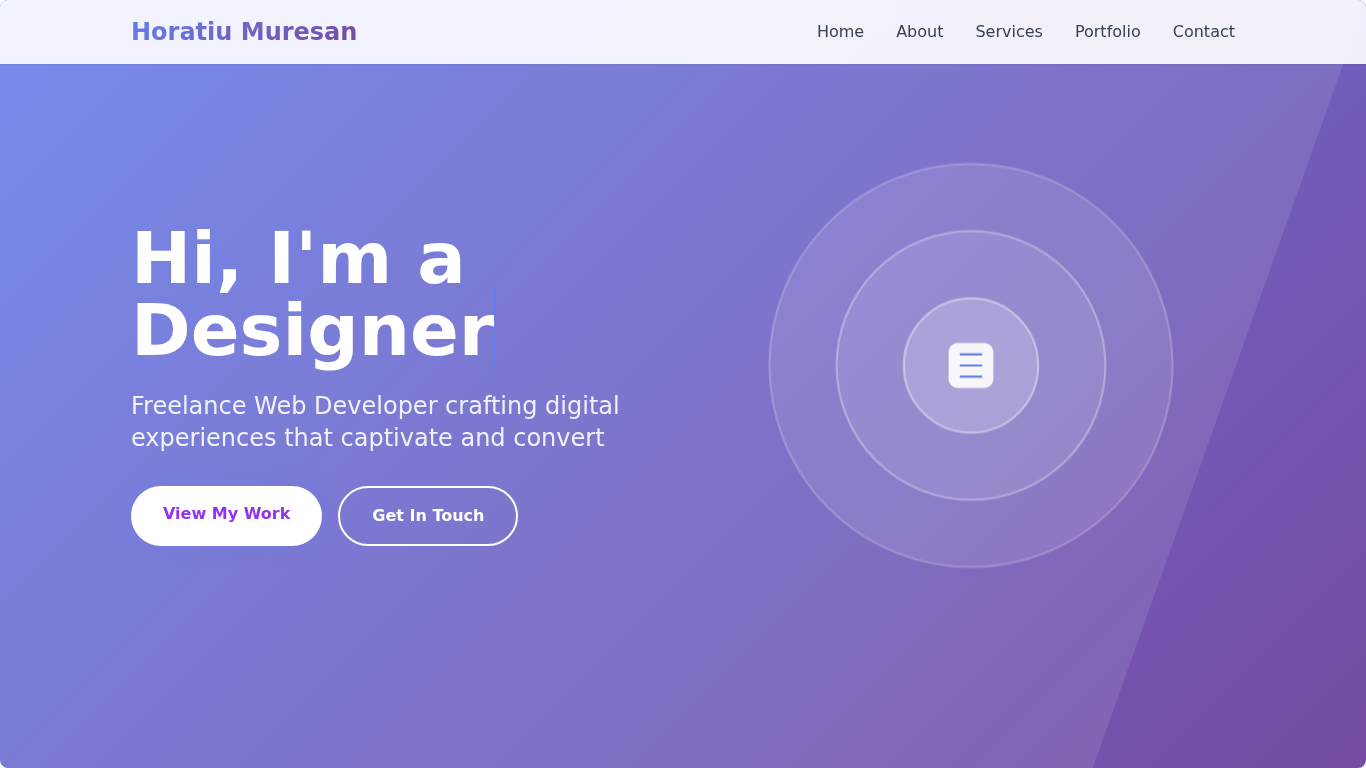 Horatiu Muresan
Home About Services Portfolio Contact
Hi, I'm a
Designer
Freelance Web Developer crafting digital
experiences that captivate and convert
View My Work
Get In Touch